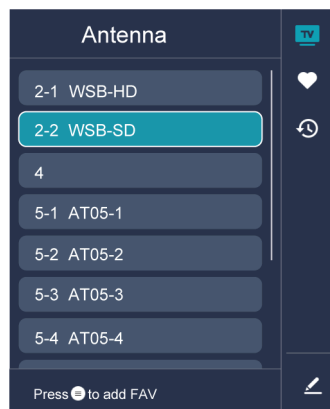 Antenna
TV
2-1 WSB-HD
2-2 WSB-SD
4
5-1 AT05-1
5-2 AT05-2
5-3 AT05-3
5-4 AT05-4
Press to add FAV